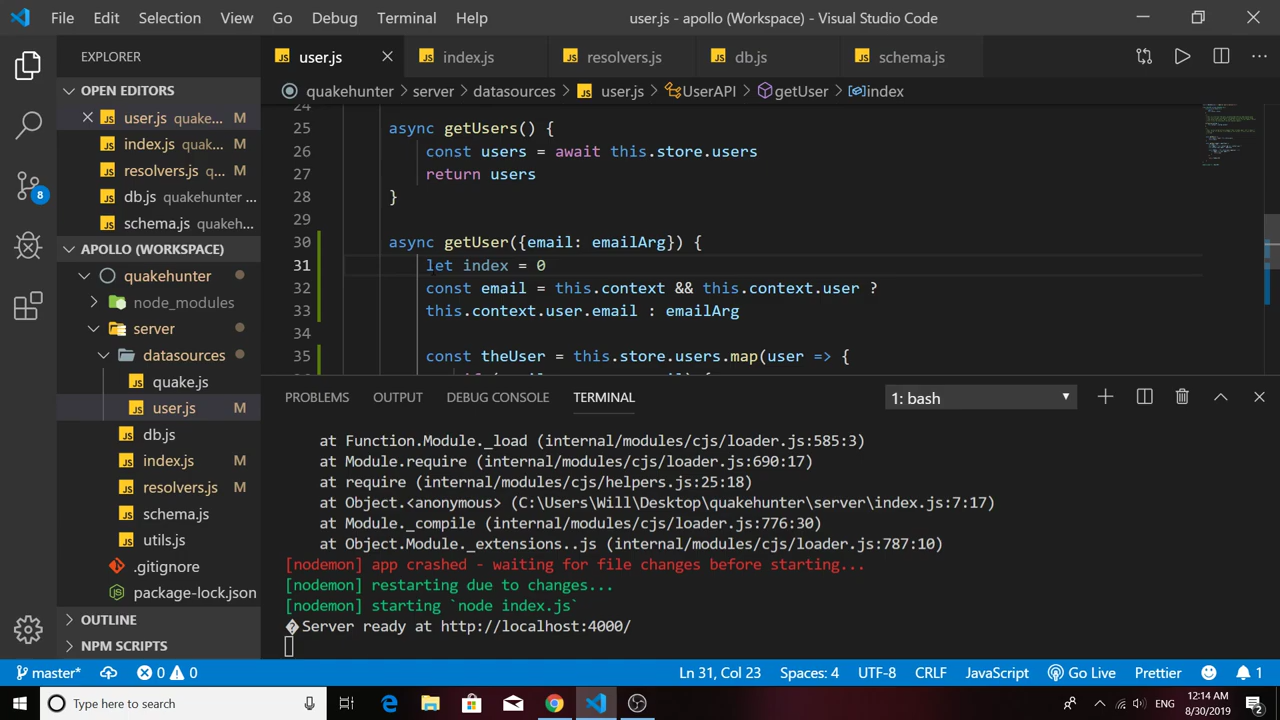 File Edit Selection View Go Debug Terminal Help user.js - apollo (Workspace) - Visual Studio Code
EXPLORER
OPEN EDITORS
user.js quake... M
index.js quak... M
resolvers.js q... M
db.js quakehunter ...
schema.js quakeh...
APOLLO (WORKSPACE)
quakehunter
node_modules
server
datasources
quake.js
user.js M
db.js
index.js M
resolvers.js M
schema.js
utils.js
.gitignore
package-lock.json
OUTLINE
NPM SCRIPTS
8
user.js index.js resolvers.js db.js schema.js
quakehunter server datasources user.js UserAPI getUser index
24
25 async getUsers() {
26 const users = await this.store.users
27 return users
28 }
29
30 async getUser({email: emailArg}) {
31 let index = 0
32 const email = this.context && this.context.user ?
33 this.context.user.email : emailArg
34
35 const theUser = this.store.users.map(user => {
PROBLEMS OUTPUT DEBUG CONSOLE TERMINAL 1: bash
at Function.Module._load (internal/modules/cjs/loader.js:585:3)
at Module.require (internal/modules/cjs/loader.js:690:17)
at require (internal/modules/cjs/helpers.js:25:18)
at Object.<anonymous> (C:\Users\Will\Desktop\quakehunter\server\index.js:7:17)
at Module._compile (internal/modules/cjs/loader.js:776:30)
at Object.Module._extensions..js (internal/modules/cjs/loader.js:787:10)
[nodemon] app crashed - waiting for file changes before starting...
[nodemon] restarting due to changes...
[nodemon] starting `node index.js`
�Server ready at http://localhost:4000/
master* 0 0 Ln 31, Col 23 Spaces: 4 UTF-8 CRLF JavaScript Go Live Prettier 1
Type here to search ENG 12:14 AM
8/30/2019 2